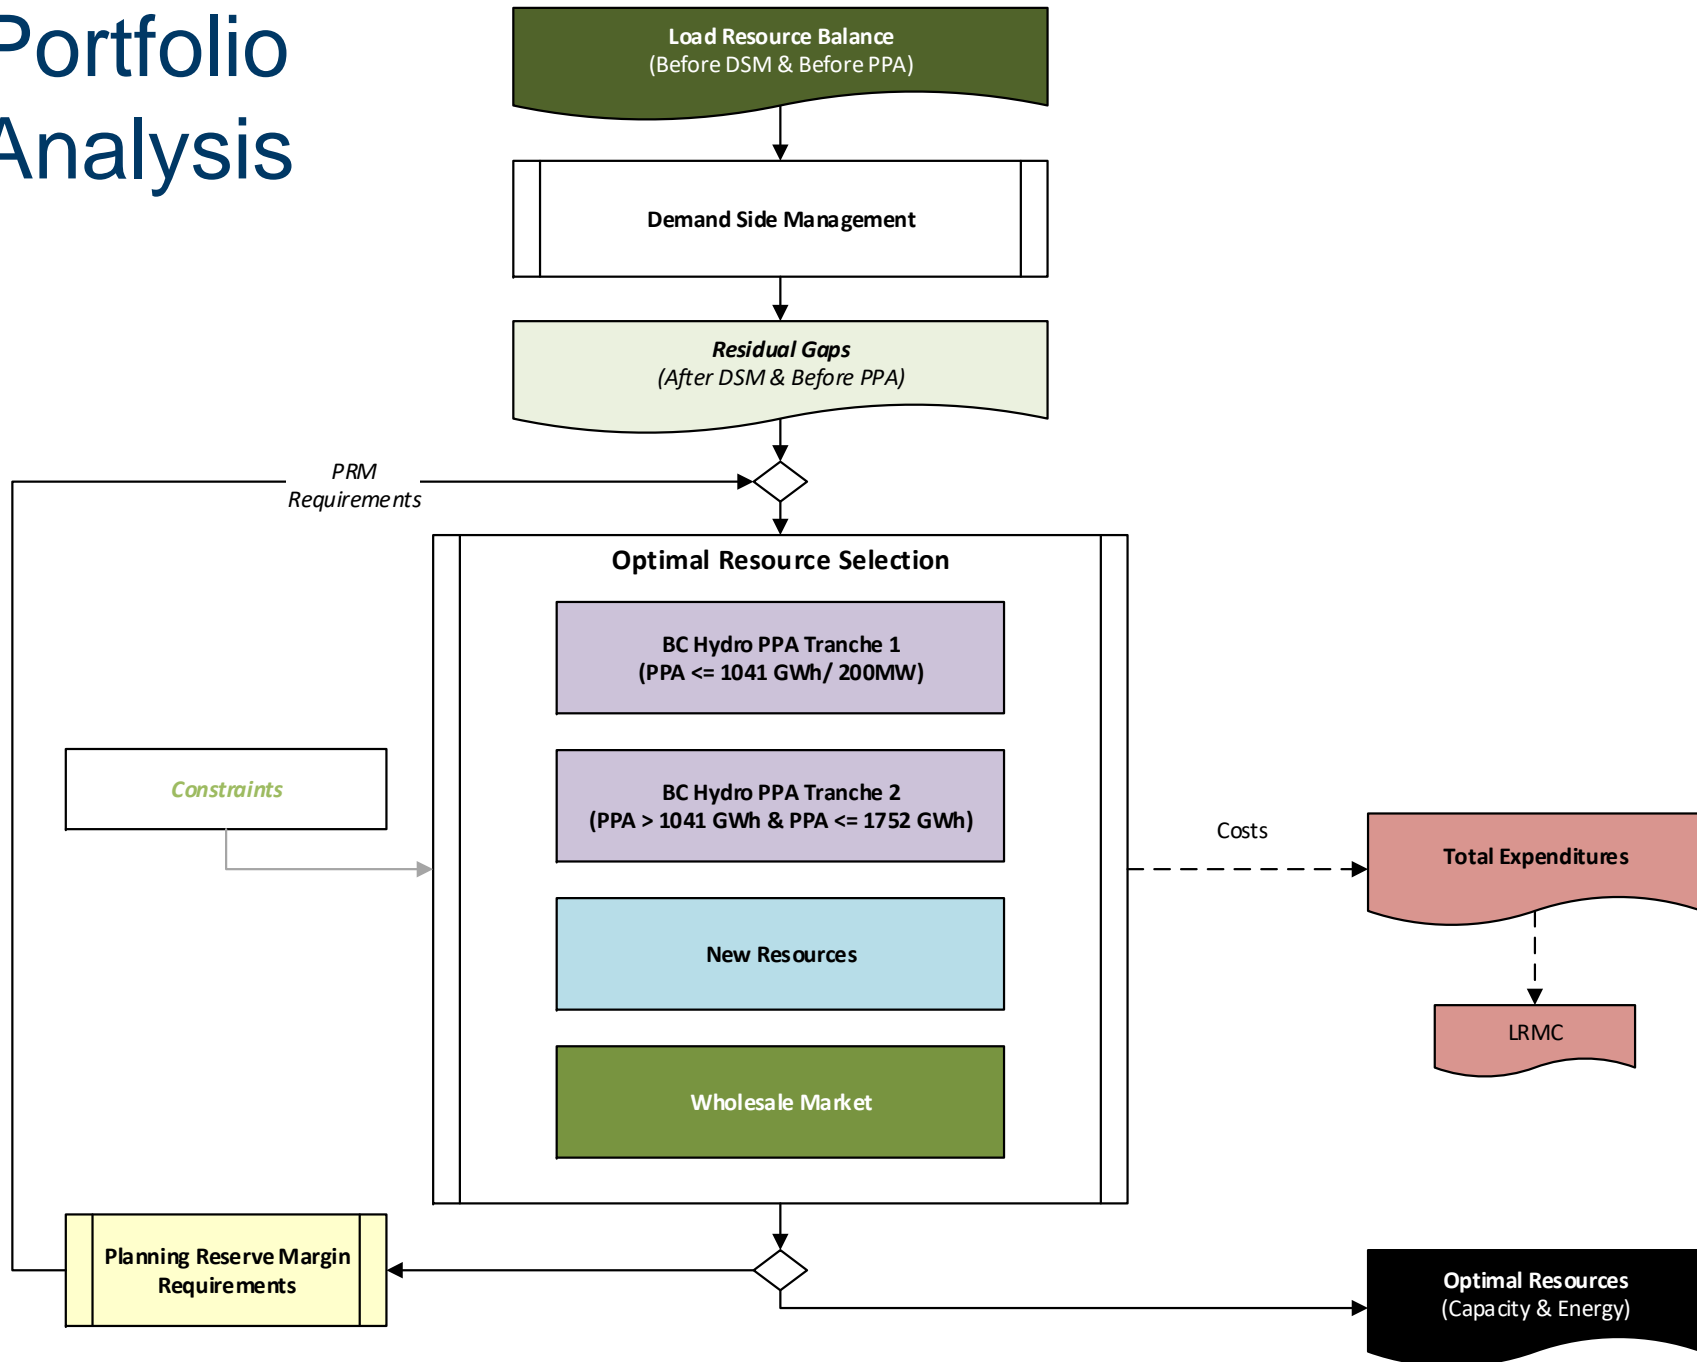 Portfolio
Analysis
Load Resource Balance
(Before DSM & Before PPA)
Demand Side Management
Residual Gaps
(After DSM & Before PPA)
PRM
Requirements
Optimal Resource Selection
BC Hydro PPA Tranche 1
(PPA <= 1041 GWh/ 200MW)
Constraints
BC Hydro PPA Tranche 2
(PPA > 1041 GWh & PPA <= 1752 GWh)
Costs
Total Expenditures
New Resources
LRMC
Wholesale Market
Planning Reserve Margin
Requirements
Optimal Resources
(Capacity & Energy)